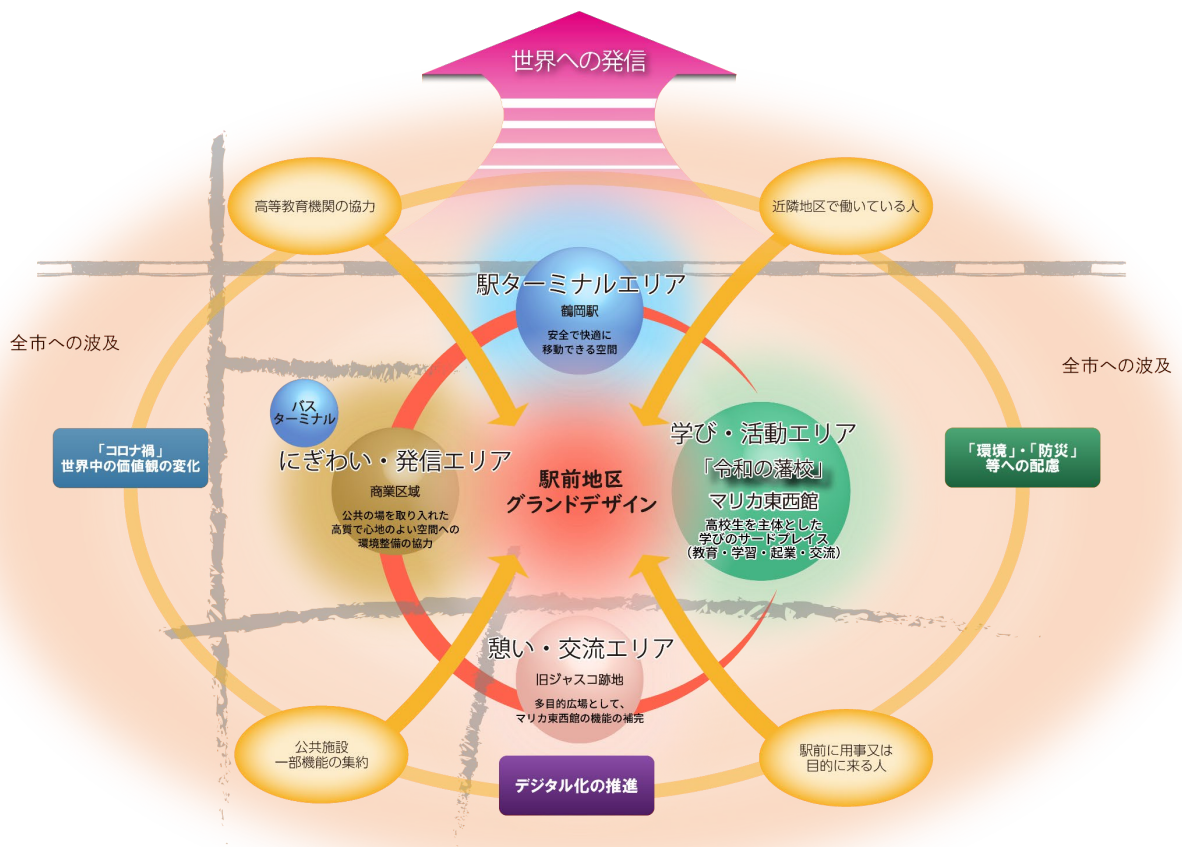 世界への発信
高等教育機関の協力
近隣地区で働いている人
駅ターミナルエリア
鶴岡駅
安全で快適に
移動できる空間
全市への波及
全市への波及
バス
ターミナル
「コロナ禍」
世界中の価値観の変化
にぎわい・発信エリア
商業区域
公共の場を取り入れた
高質で心地のよい空間への
環境整備の協力
駅前地区
グランドデザイン
学び・活動エリア
「令和の藩校」
マリカ東西館
高校生を主体とした
学びのサードプレイス
（教育・学習・起業・交流）
「環境」・「防災」
等への配慮
憩い・交流エリア
旧ジャスコ跡地
多目的広場として、
マリカ東西館の機能の補完
公共施設
一部機能の集約
デジタル化の推進
駅前に用事又は
目的に来る人